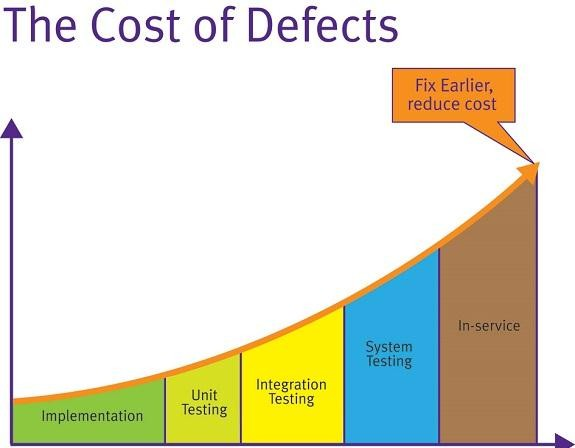 The Cost of Defects
Fix Earlier,
reduce cost
Implementation
Unit
Testing
Integration
Testing
System
Testing
In-service